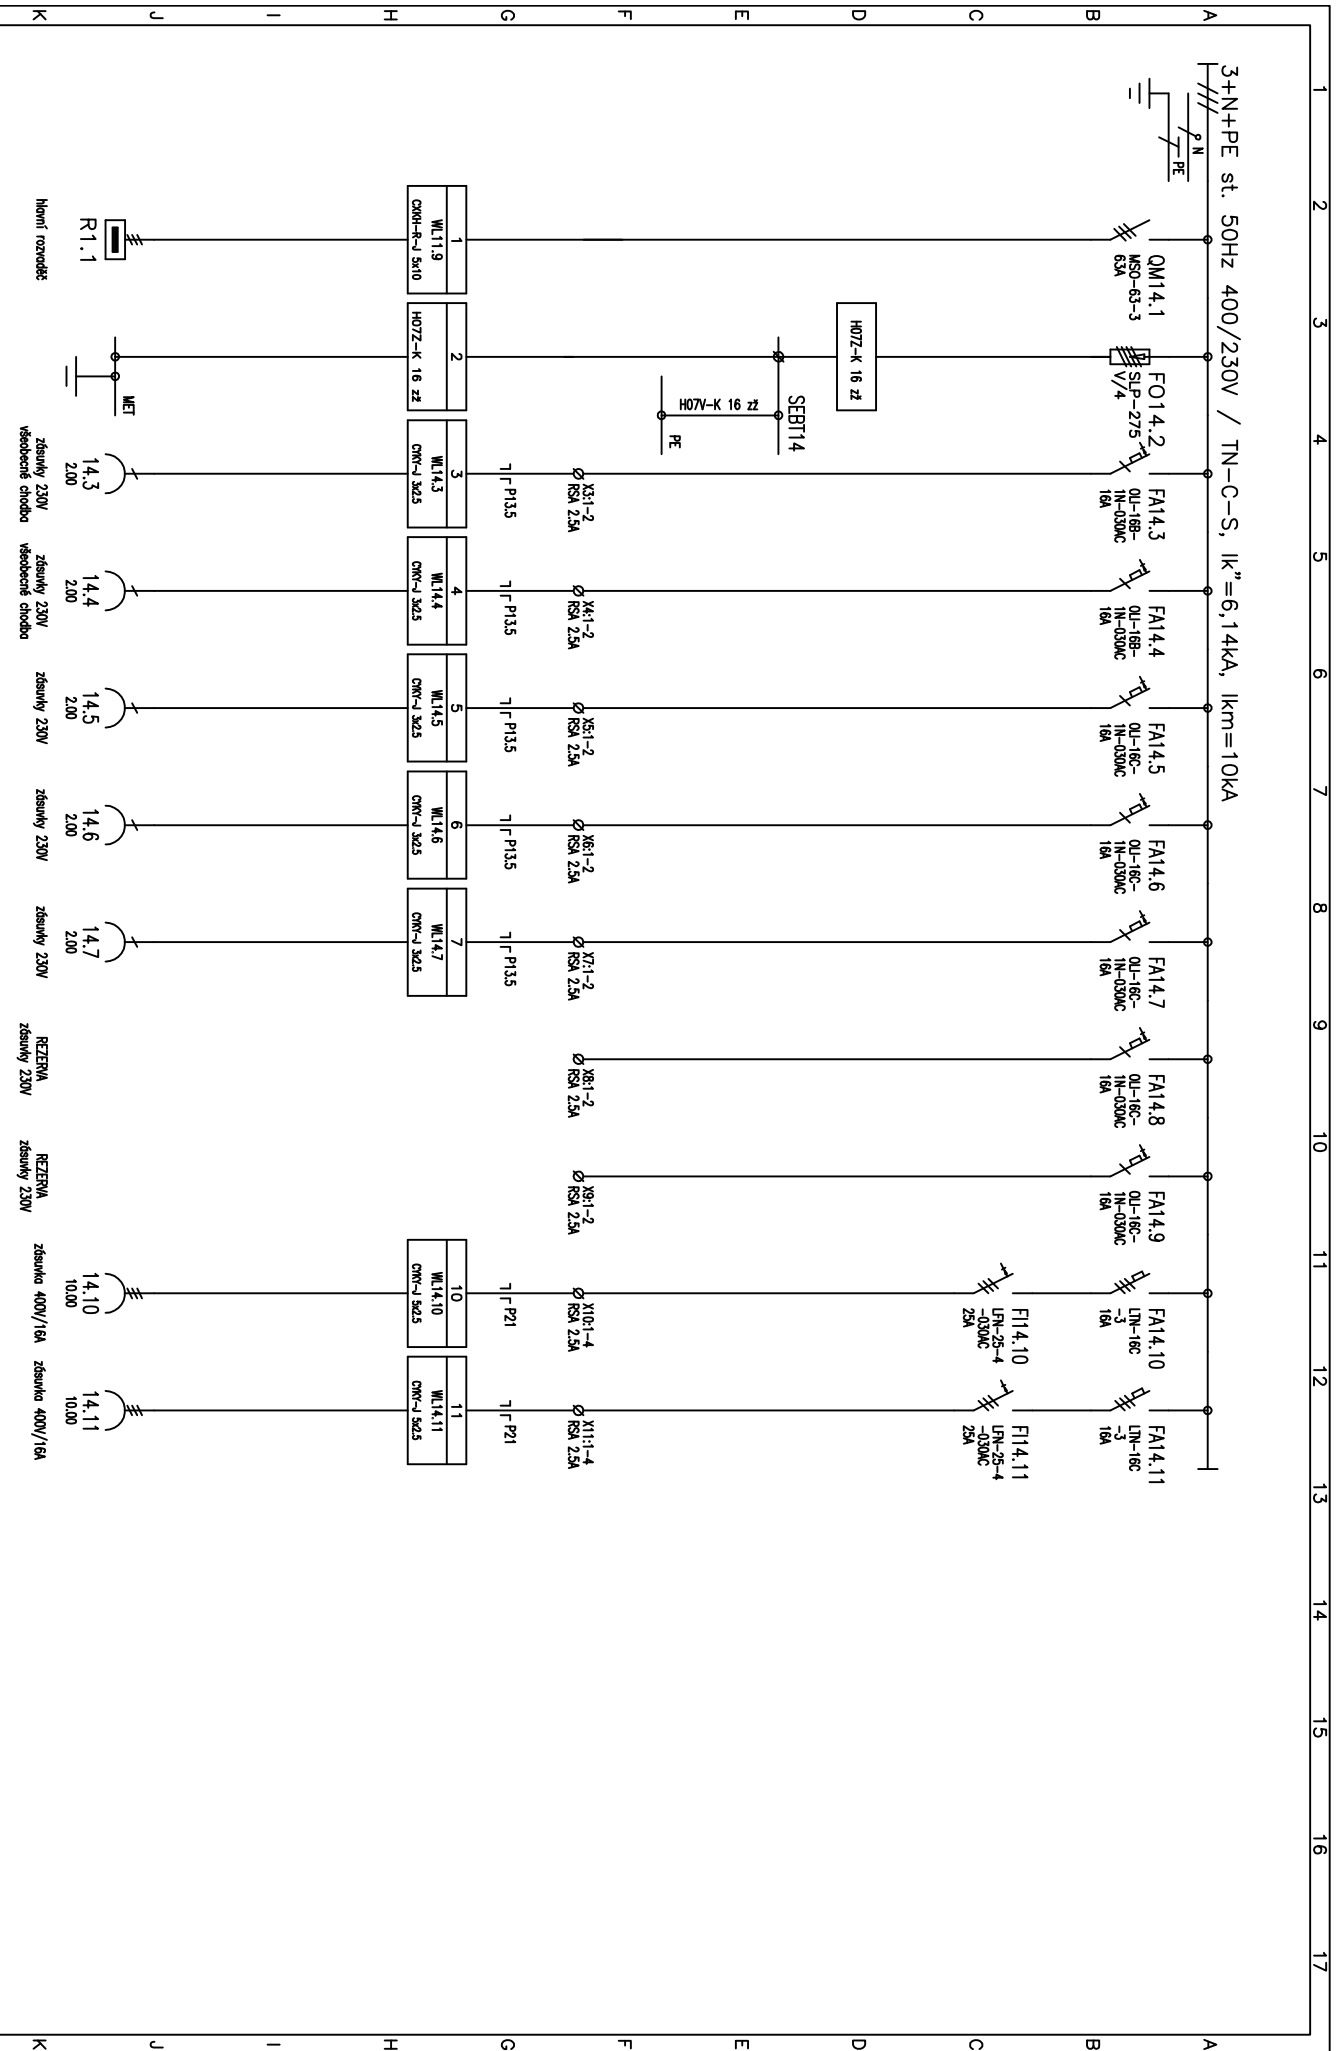 1 2 3 4 5 6 7 8 9 10 11 12 13 14 15 16 17
3+N+PE st. 50Hz 400/230V / TN-C-S, Ik"=6,14kA, Ikm=10kA
N
PE
A
A
B
B
C
C
D
D
E
E
F
F
G
G
H
H
I
I
J
J
K
K
QM14.1
MSO-63-3
63A
WL11.9
1
CXKH-R-J 5x10
R1.1
hlavní rozvaděč
FO14.2
SLP-275
V/4
H07Z-K 16 zž
SEBT14
H07V-K 16 zž
PE
2
H07Z-K 16 zž
MET
FA14.3
OLI-16B-
1N-030AC
16A
X3:1-2
RSA 2.5A
P13.5
3
WL14.3
CYKY-J 3x2.5
14.3
2.00
zásuvky 230V
všeobecné chodba
FA14.4
OLI-16B-
1N-030AC
16A
X4:1-2
RSA 2.5A
P13.5
4
WL14.4
CYKY-J 3x2.5
14.4
2.00
zásuvky 230V
všeobecné chodba
FA14.5
OLI-16C-
1N-030AC
16A
X5:1-2
RSA 2.5A
P13.5
5
WL14.5
CYKY-J 3x2.5
14.5
2.00
zásuvky 230V
FA14.6
OLI-16C-
1N-030AC
16A
X6:1-2
RSA 2.5A
P13.5
6
WL14.6
CYKY-J 3x2.5
14.6
2.00
zásuvky 230V
FA14.7
OLI-16C-
1N-030AC
16A
X7:1-2
RSA 2.5A
P13.5
7
WL14.7
CYKY-J 3x2.5
14.7
2.00
zásuvky 230V
FA14.8
OLI-16C-
1N-030AC
16A
X8:1-2
RSA 2.5A
REZERVA
zásuvky 230V
FA14.9
OLI-16C-
1N-030AC
16A
X9:1-2
RSA 2.5A
REZERVA
zásuvky 230V
FA14.10
LTN-16C
-3
16A
FI14.10
LFN-25-4
-030AC
25A
X10:1-4
RSA 2.5A
P21
10
WL14.10
CYKY-J 5x2.5
14.10
10.00
zásuvka 400V/16A
FA14.11
LTN-16C
-3
16A
FI14.11
LFN-25-4
-030AC
25A
X11:1-4
RSA 2.5A
P21
11
WL14.11
CYKY-J 5x2.5
14.11
10.00
zásuvka 400V/16A